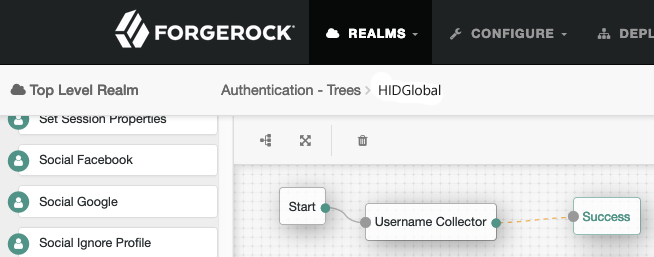 FORGEROCK
REALMS
CONFIGURE
DEPL
Top Level Realm
Authentication - Trees > HIDGlobal
Set Session Properties
Social Facebook
Social Google
Social Ignore Profile
Start
Username Collector
Success